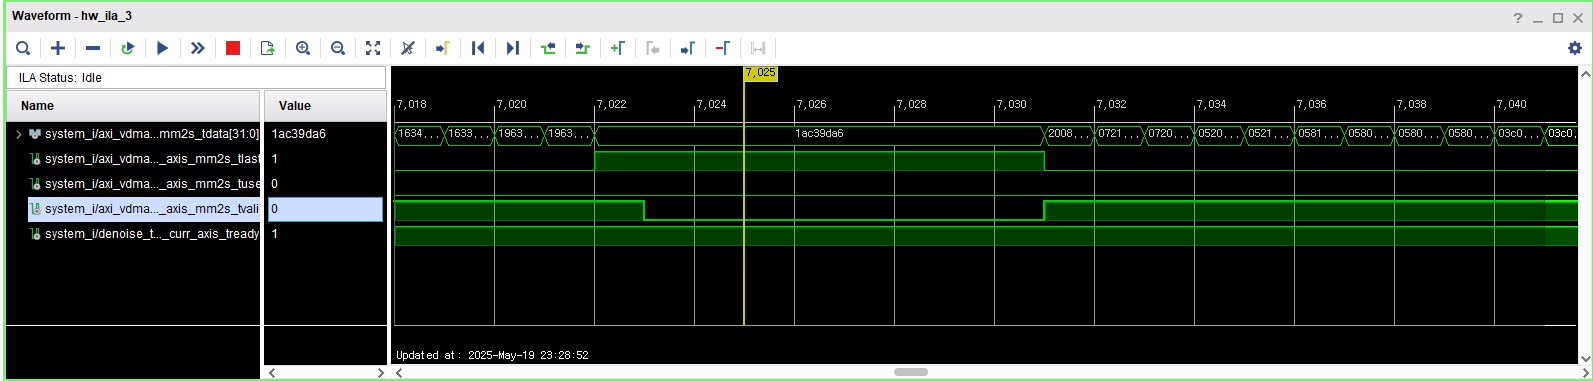 Waveform - hw_ila_3
ILA Status: Idle
Name Value
7,025
7,018 7,020 7,022 7,024 7,026 7,028 7,030 7,032 7,034 7,036 7,038 7,040
system_i/axi_vdma...mm2s_tdata[31:0] 1ac39da6 1634... 1633... 1963... 1963... 1ac39da6 2008... 0721... 0720... 0520... 0521... 0581... 0580... 0580... 0580... 03c0... 03c0
system_i/axi_vdma..._axis_mm2s_tlast 1
system_i/axi_vdma..._axis_mm2s_tuse 0
system_i/axi_vdma..._axis_mm2s_tvali 0
system_i/denoise_t..._curr_axis_tready 1
Updated at: 2025-May-19 23:28:52